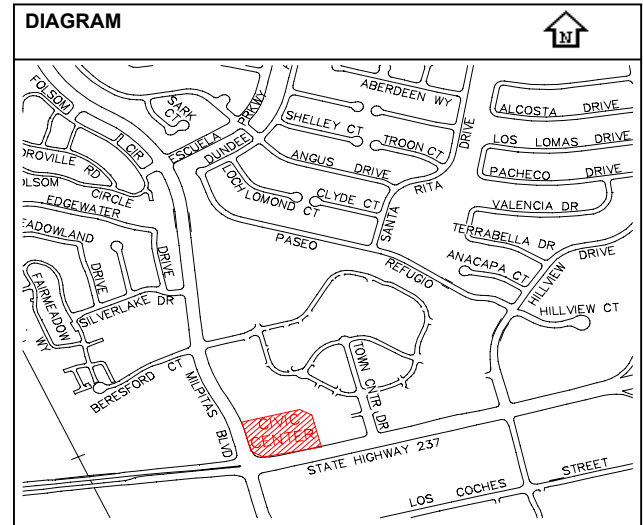 DIAGRAM
N
FOLSOM
CIR
SARK CT
ESCUELA PRKWY
DUNDEE
ABERDEEN WY
SHELLEY CT
TROON CT
ANGUS DRIVE
SANTA RITA DRIVE
ALCOSTA DRIVE
LOS LOMAS DRIVE
PACHECO DRIVE
VALENCIA DR
TERRABELLA DR
ANACAPA CT
HILLVIEW DRIVE
HILLVIEW CT
OROVILLE RD
OLSOM CIRCLE
EDGEWATER DRIVE
EADOWLAND DRIVE
SILVERLAKE DR
FAIRMEADOW WY
BERESFORD CT
MILPITAS BLVD
LOCH LOMOND CT
CLYDE CT
PASEO REFUGIO
TOWN CNTR DR
CIVIC
CENTER
STATE HIGHWAY 237
LOS COCHES STREET